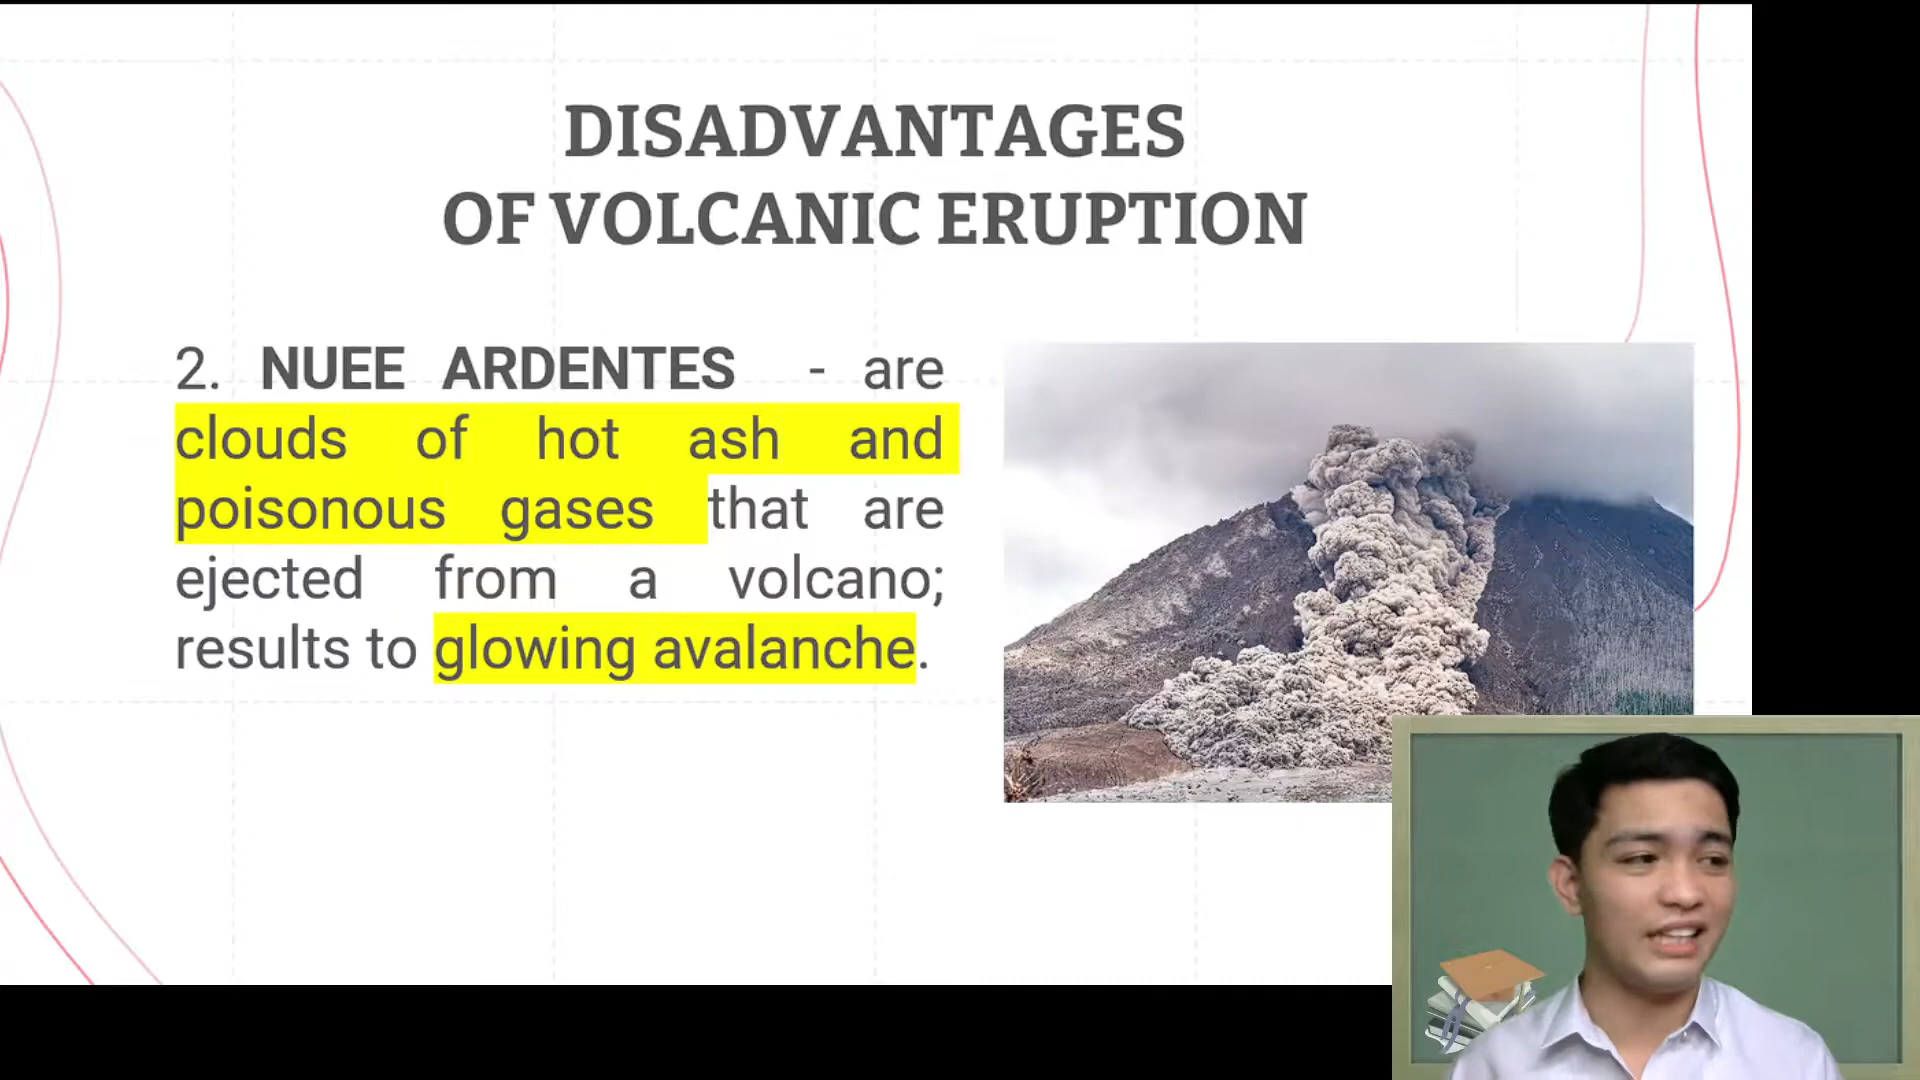 DISADVANTAGES
OF VOLCANIC ERUPTION
2. NUEE ARDENTES - are
clouds of hot ash and
poisonous gases that are
ejected from a volcano;
results to glowing avalanche.